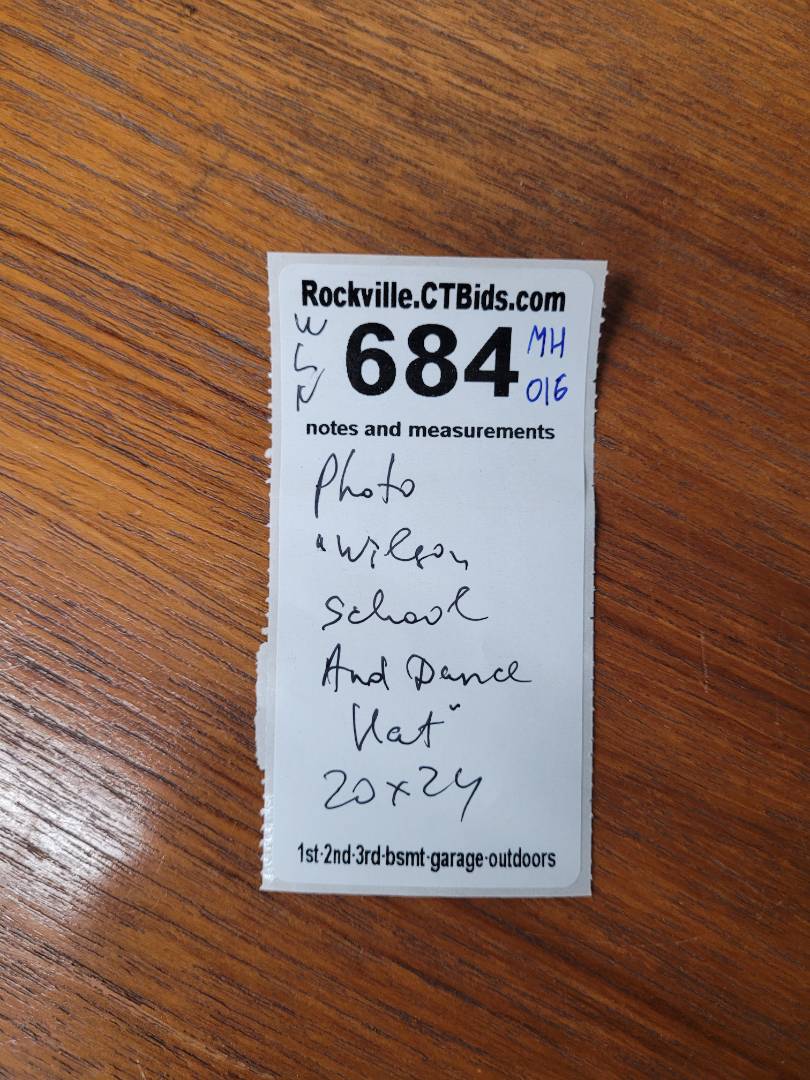 Rockville.CTBids.com
684
MH
016
notes and measurements
Photo
"Wilson
School
And Dance
20x24
1st-2nd-3rd-bsmt-garage-outdoors